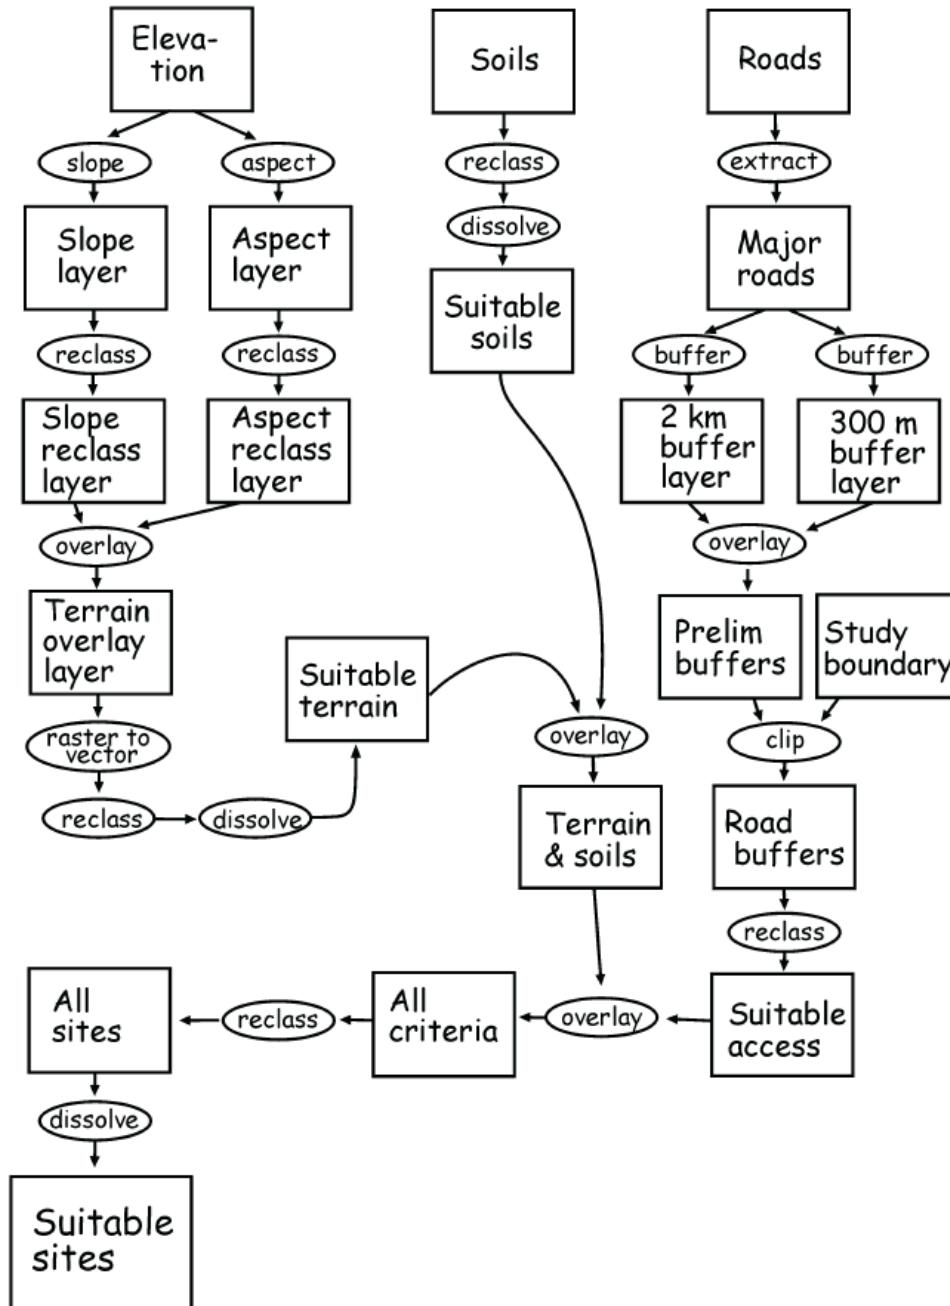 Eleva-
tion
Soils
Roads
slope
aspect
reclass
extract
dissolve
Slope
layer
Aspect
layer
Major
roads
Suitable
soils
reclass
reclass
buffer
buffer
Slope
reclass
layer
Aspect
reclass
layer
2 km
buffer
layer
300 m
buffer
layer
overlay
overlay
Terrain
overlay
layer
Prelim
buffers
Study
boundary
Suitable
terrain
raster to
vector
overlay
clip
reclass
dissolve
Terrain
& soils
Road
buffers
reclass
All
sites
reclass
All
criteria
overlay
Suitable
access
dissolve
Suitable
sites